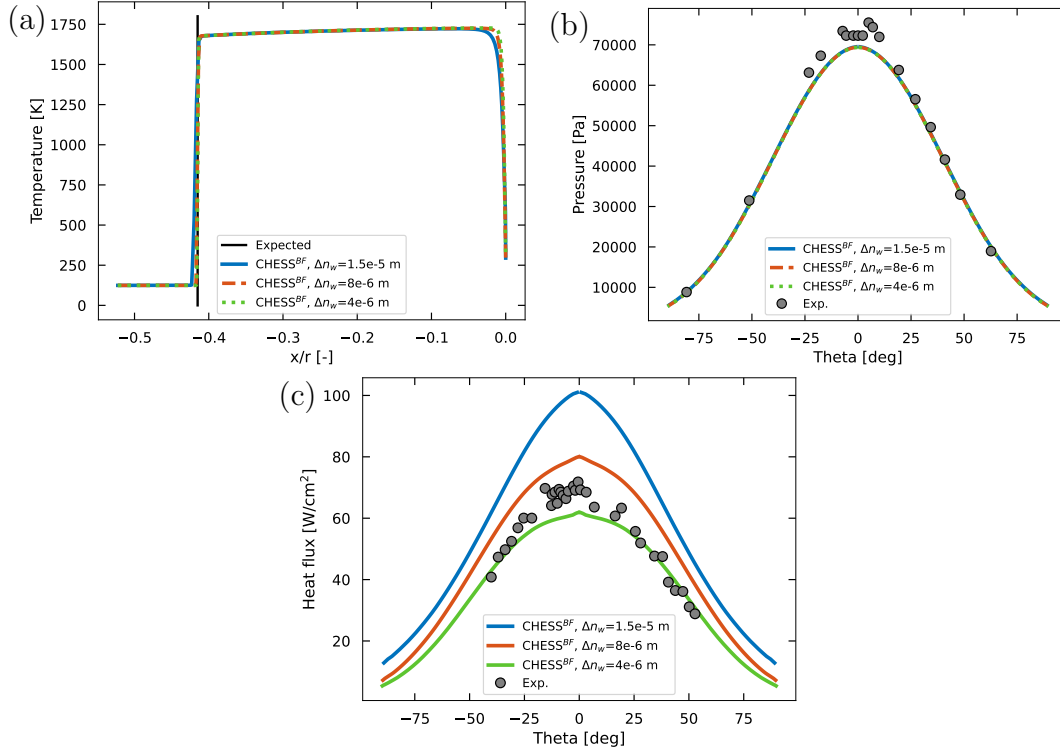 (a)
1750
1500
1250
1000
750
500
250
0
Temperature [K]
Expected
CHESS^BF, Δn_w=1.5e-5 m
CHESS^BF, Δn_w=8e-6 m
CHESS^BF, Δn_w=4e-6 m
−0.5 −0.4 −0.3 −0.2 −0.1 0.0
x/r [-]
(b)
70000
60000
50000
40000
30000
20000
10000
Pressure [Pa]
CHESS^BF, Δn_w=1.5e-5 m
CHESS^BF, Δn_w=8e-6 m
CHESS^BF, Δn_w=4e-6 m
Exp.
−75 −50 −25 0 25 50 75
Theta [deg]
(c)
100
80
60
40
20
Heat flux [W/cm²]
CHESS^BF, Δn_w=1.5e-5 m
CHESS^BF, Δn_w=8e-6 m
CHESS^BF, Δn_w=4e-6 m
Exp.
−75 −50 −25 0 25 50 75
Theta [deg]